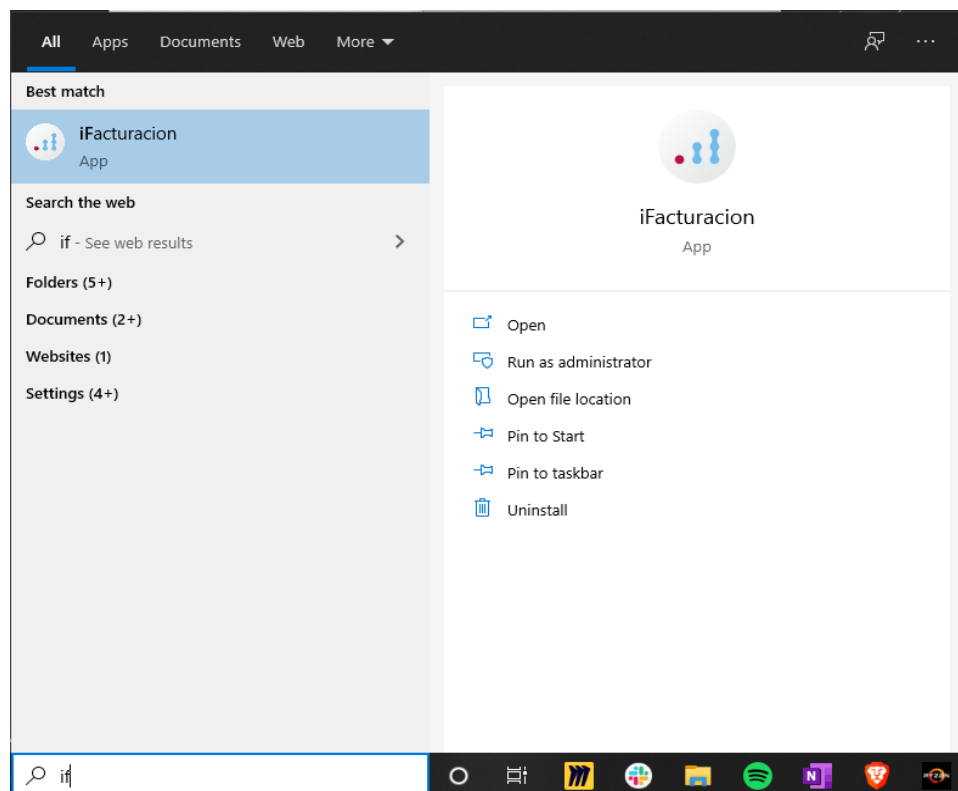 All Apps Documents Web More
Best match
iFacturacion
App
Search the web
if - See web results
Folders (5+)
Documents (2+)
Websites (1)
Settings (4+)
iFacturacion
App
Open
Run as administrator
Open file location
Pin to Start
Pin to taskbar
Uninstall
if
N
RYZEN